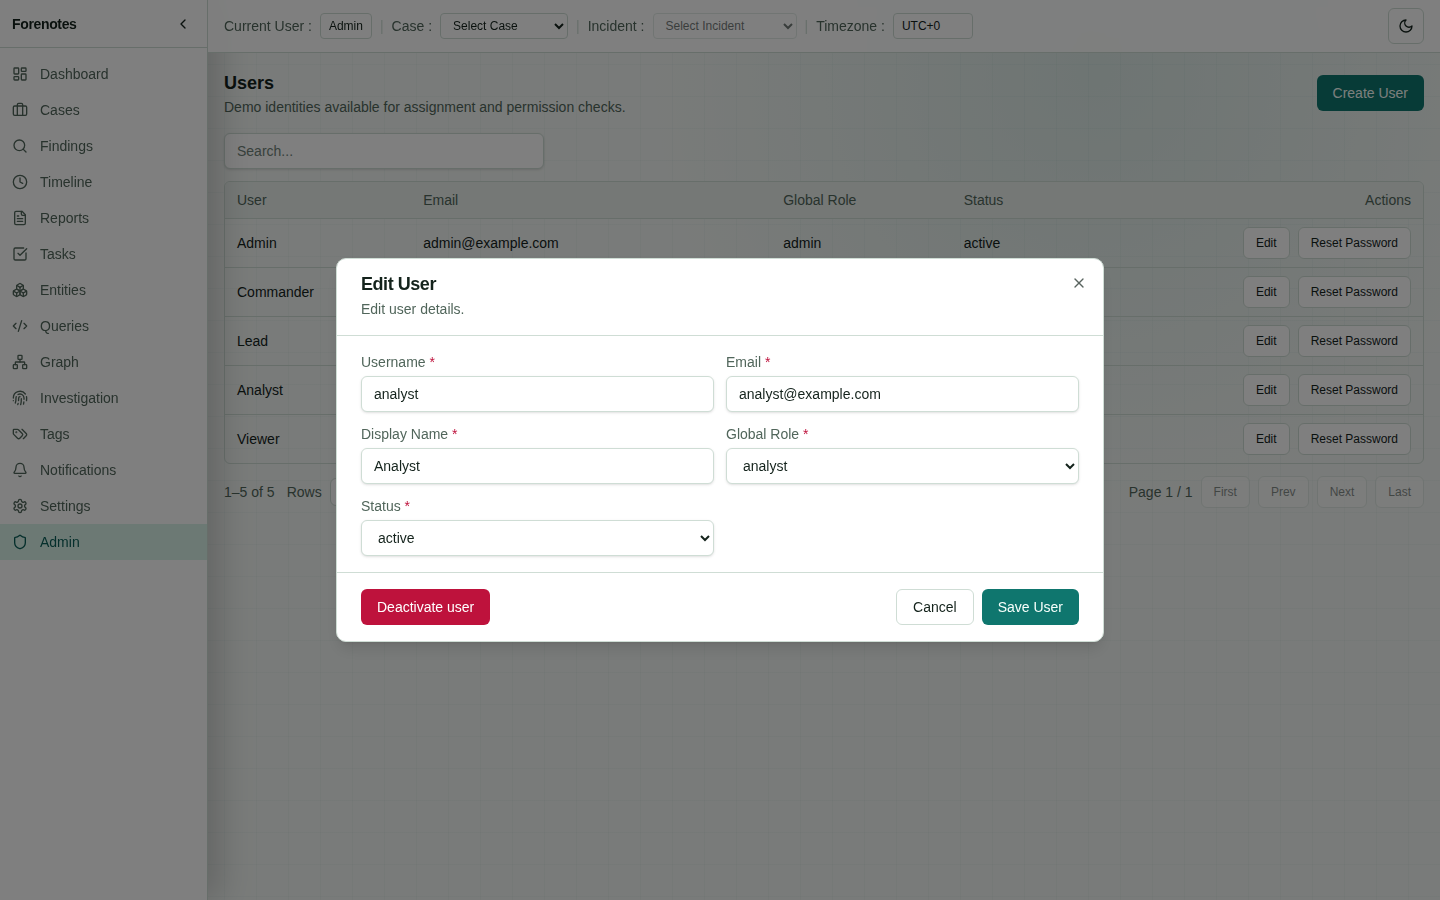 Forenotes
Current User : Admin | Case : Select Case | Incident : Select Incident | Timezone : UTC+0
Dashboard
Cases
Findings
Timeline
Reports
Tasks
Entities
Queries
Graph
Investigation
Tags
Notifications
Settings
Admin
Users
Demo identities available for assignment and permission checks.
Create User
Search...
User Email Global Role Status Actions
Admin admin@example.com admin active Edit Reset Password
Commander Edit Reset Password
Lead Edit Reset Password
Analyst Edit Reset Password
Viewer Edit Reset Password
1–5 of 5 Rows Page 1 / 1 First Prev Next Last
Edit User
Edit user details.
Username * Email *
analyst analyst@example.com
Display Name * Global Role *
Analyst analyst
Status *
active
Deactivate user Cancel Save User